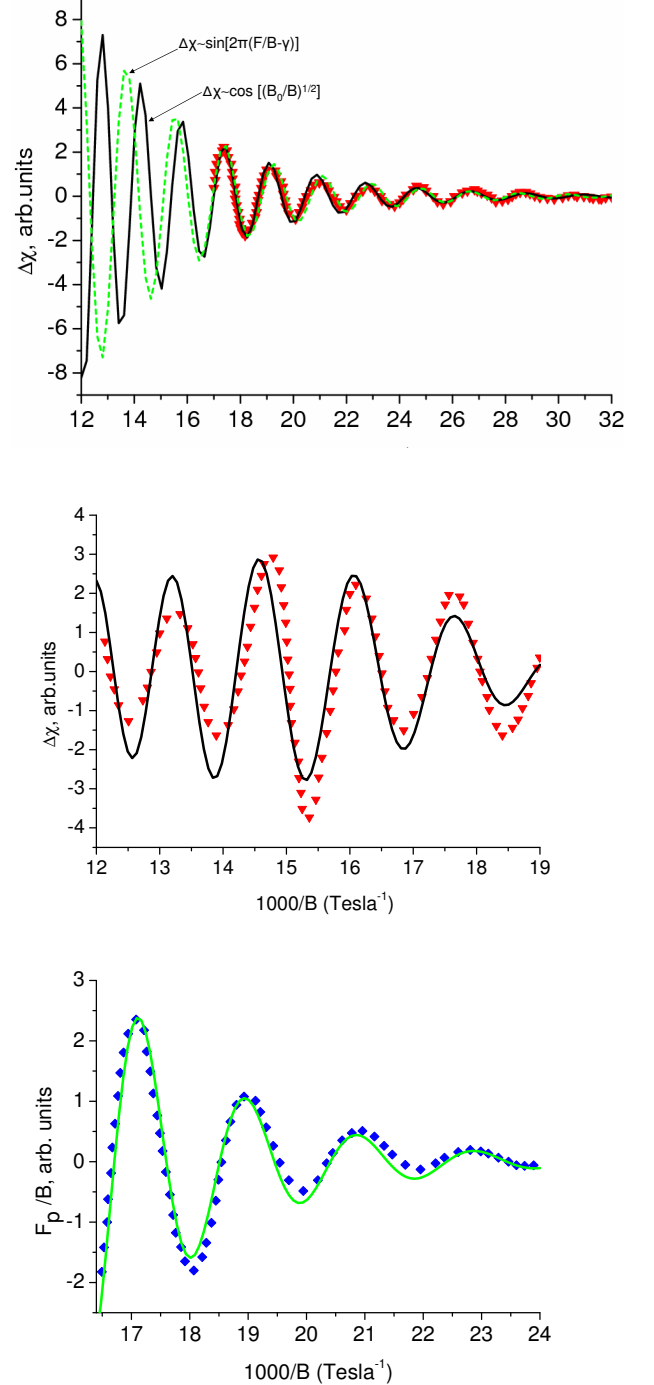 8
6
4
2
0
-2
-4
-6
-8
Δχ, arb.units
Δχ~sin[2π(F/B-γ)]
Δχ~cos [(B₀/B)¹ᐟ²]
12 14 16 18 20 22 24 26 28 30 32
4
3
2
1
0
-1
-2
-3
-4
Δχ, arb.units
12 13 14 15 16 17 18 19
1000/B (Tesla⁻¹)
3
2
1
0
-1
-2
Fₚ/B, arb. units
17 18 19 20 21 22 23 24
1000/B (Tesla⁻¹)